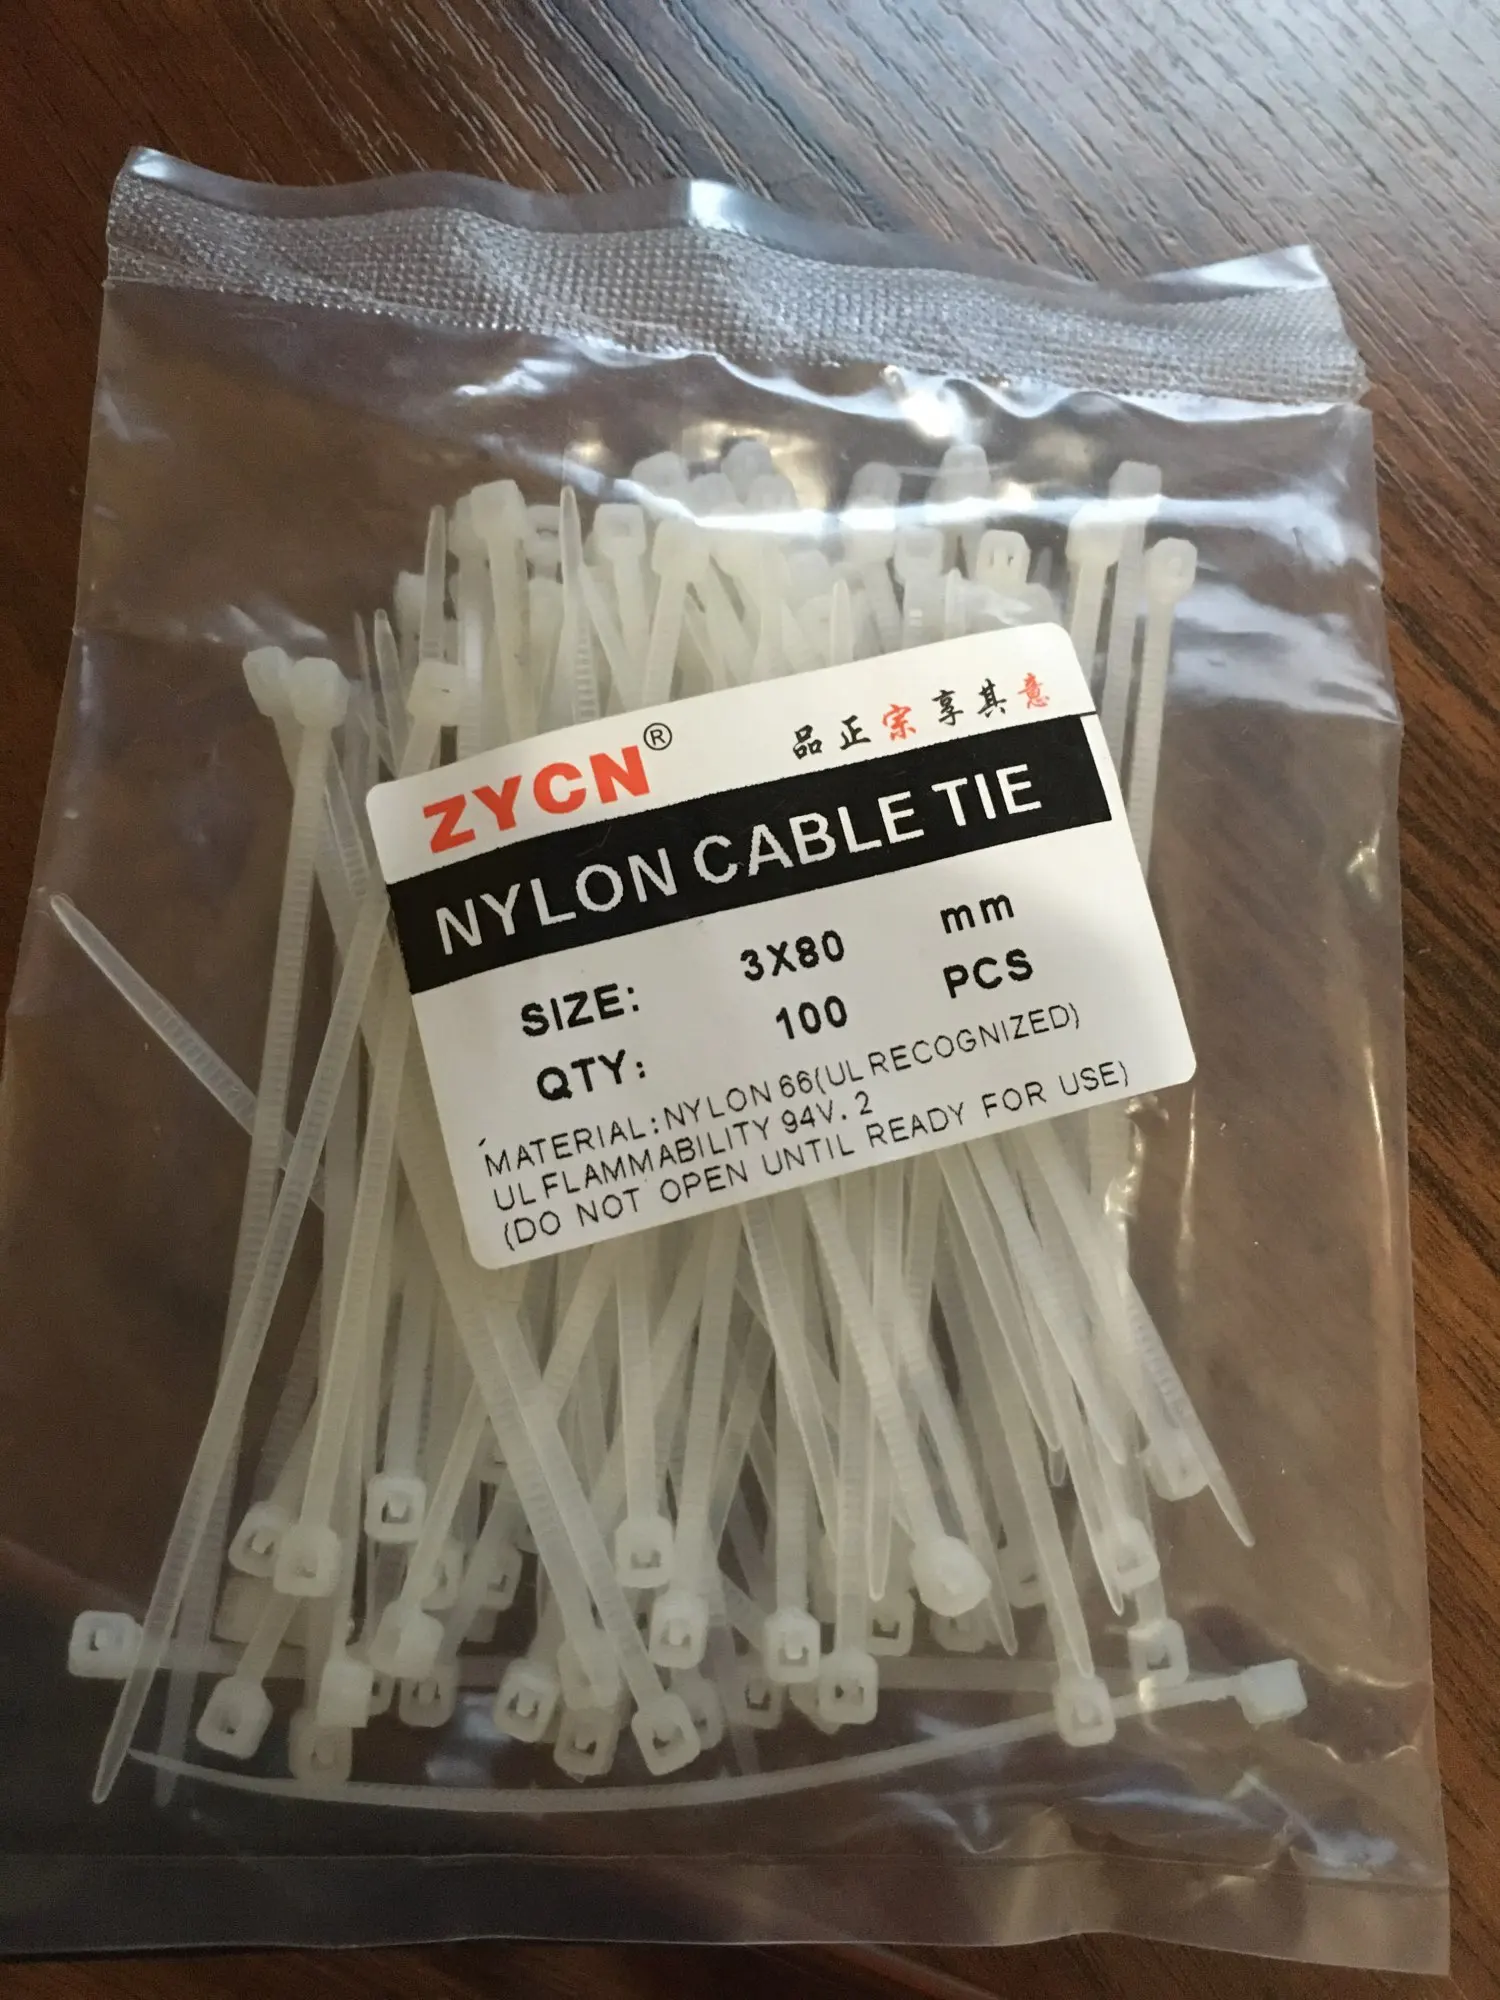 ZYCN®
品正宗享其意
NYLON CABLE TIE
SIZE: 3X80 mm
QTY: 100 PCS
MATERIAL:NYLON 66(UL RECOGNIZED)
UL FLAMMABILITY 94V.2
(DO NOT OPEN UNTIL READY FOR USE)